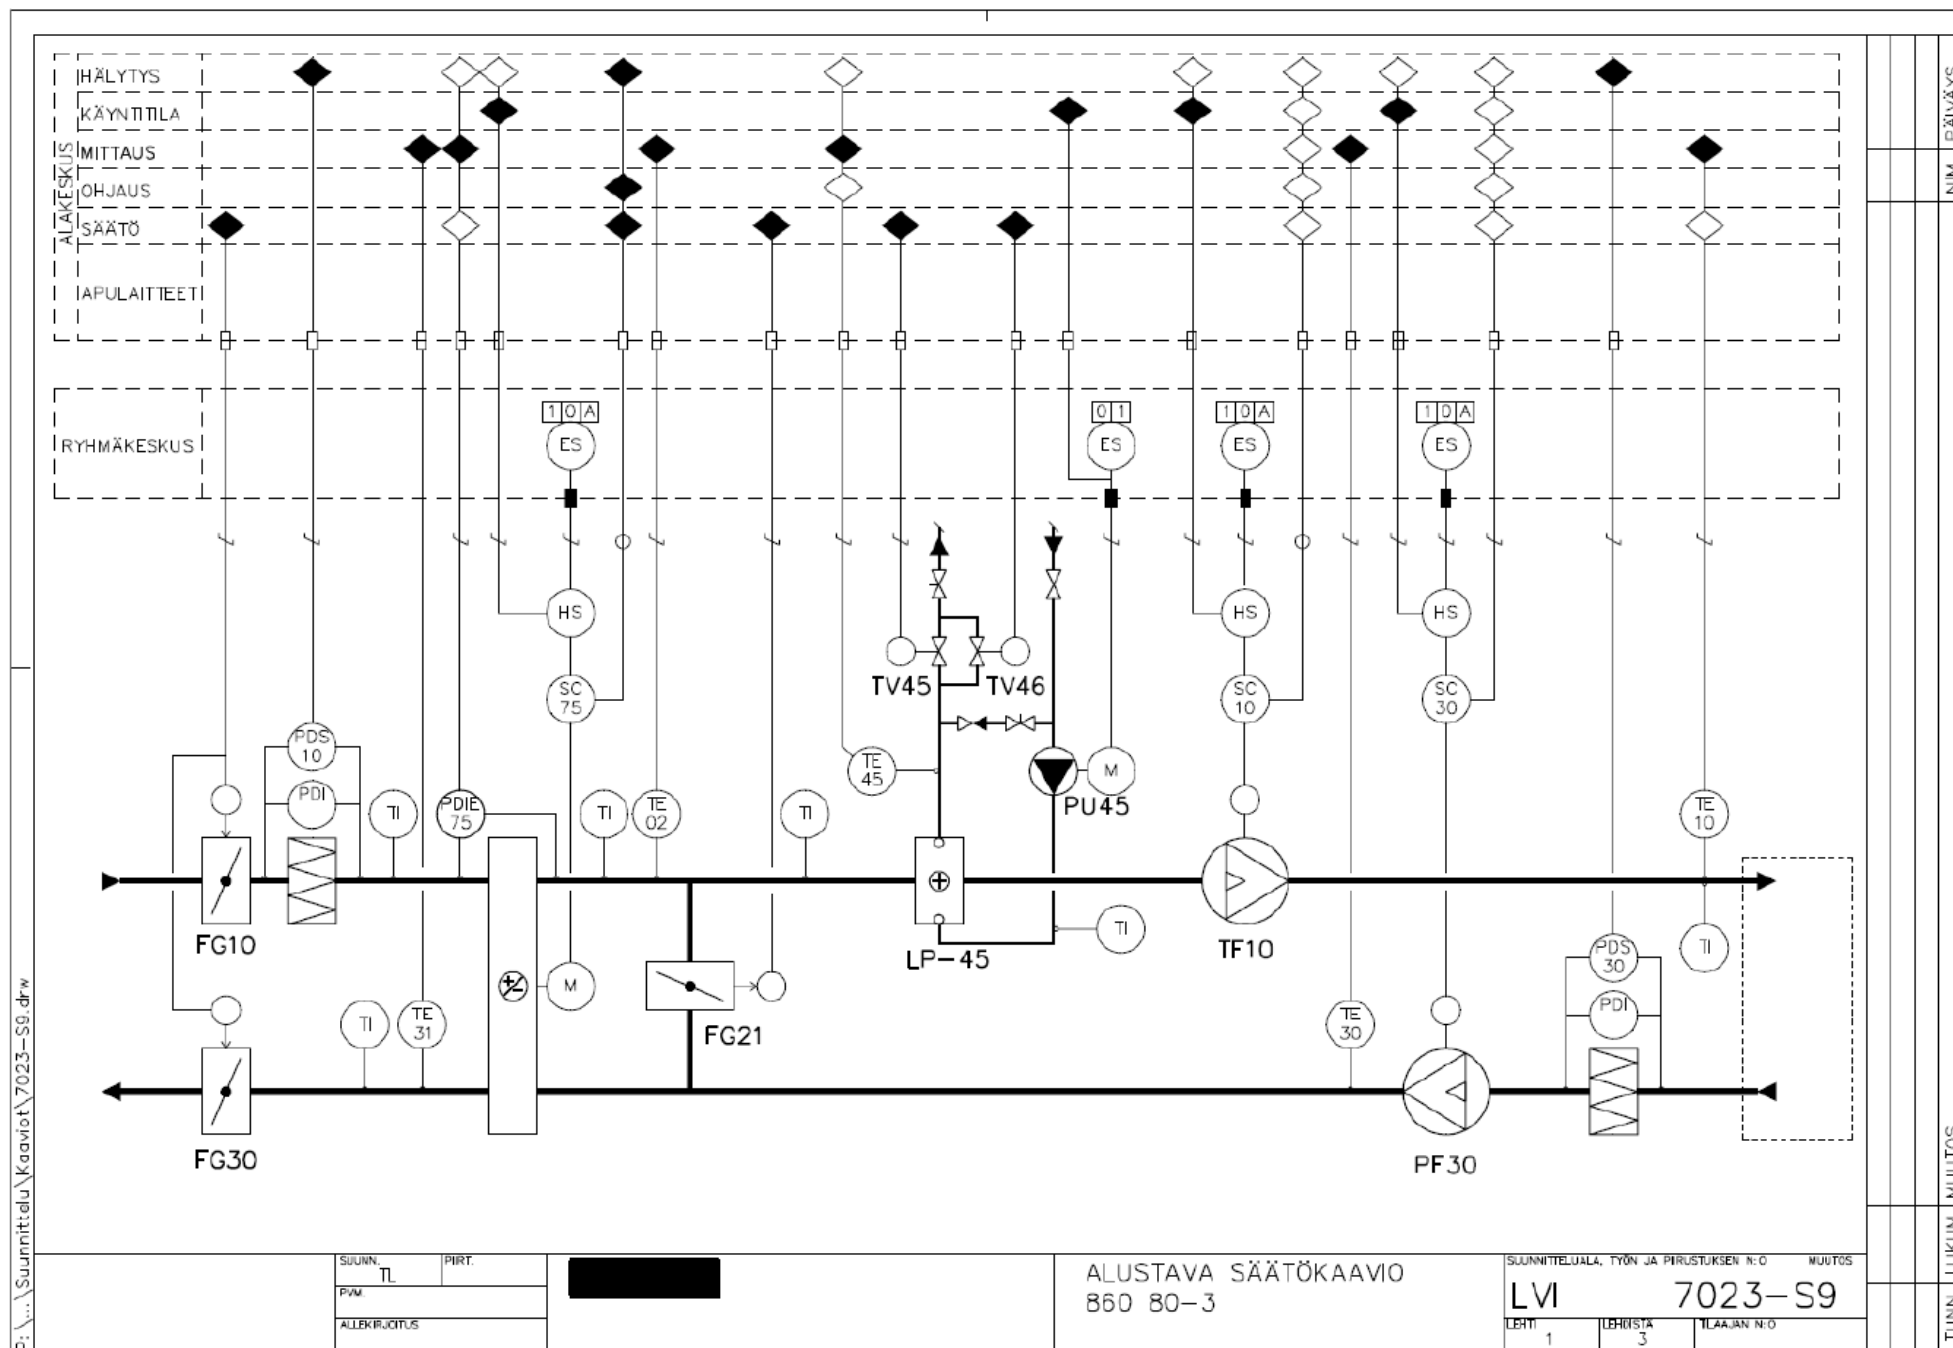 HÄLYTYS
KÄYNTITILA
MITTAUS
OHJAUS
SÄÄTÖ
APULAITTEET
ALAKESKUS
RYHMÄKESKUS
1 0 A
ES
0 1
ES
1 0 A
ES
1 0 A
ES
HS
HS
HS
SC
75
TV45
TV46
SC
10
SC
30
PDS
10
PDI
TI
PDIE
75
TI
TE
02
TI
TE
45
M
PU45
TE
10
FG10
LP-45
TI
TF10
TI
PDS
30
PDI
M
FG21
TI
TE
31
TE
30
FG30
PF30
P: \...\Suunnittelu\Kaaviot\7023-S9.drw
SUUNN.
TL
PIIRT.
PVM.
ALLEKIRJOITUS
ALUSTAVA SÄÄTÖKAAVIO
860 80-3
SUUNNITTELUALA, TYÖN JA PIIRUSTUKSEN N:O MUUTOS
LVI 7023-S9
LEHTI
1
LEHDISTÄ
3
TILAAJAN N:O
PÄIVÄYS
NIM
MUUTOS
LUKUM
TUNN